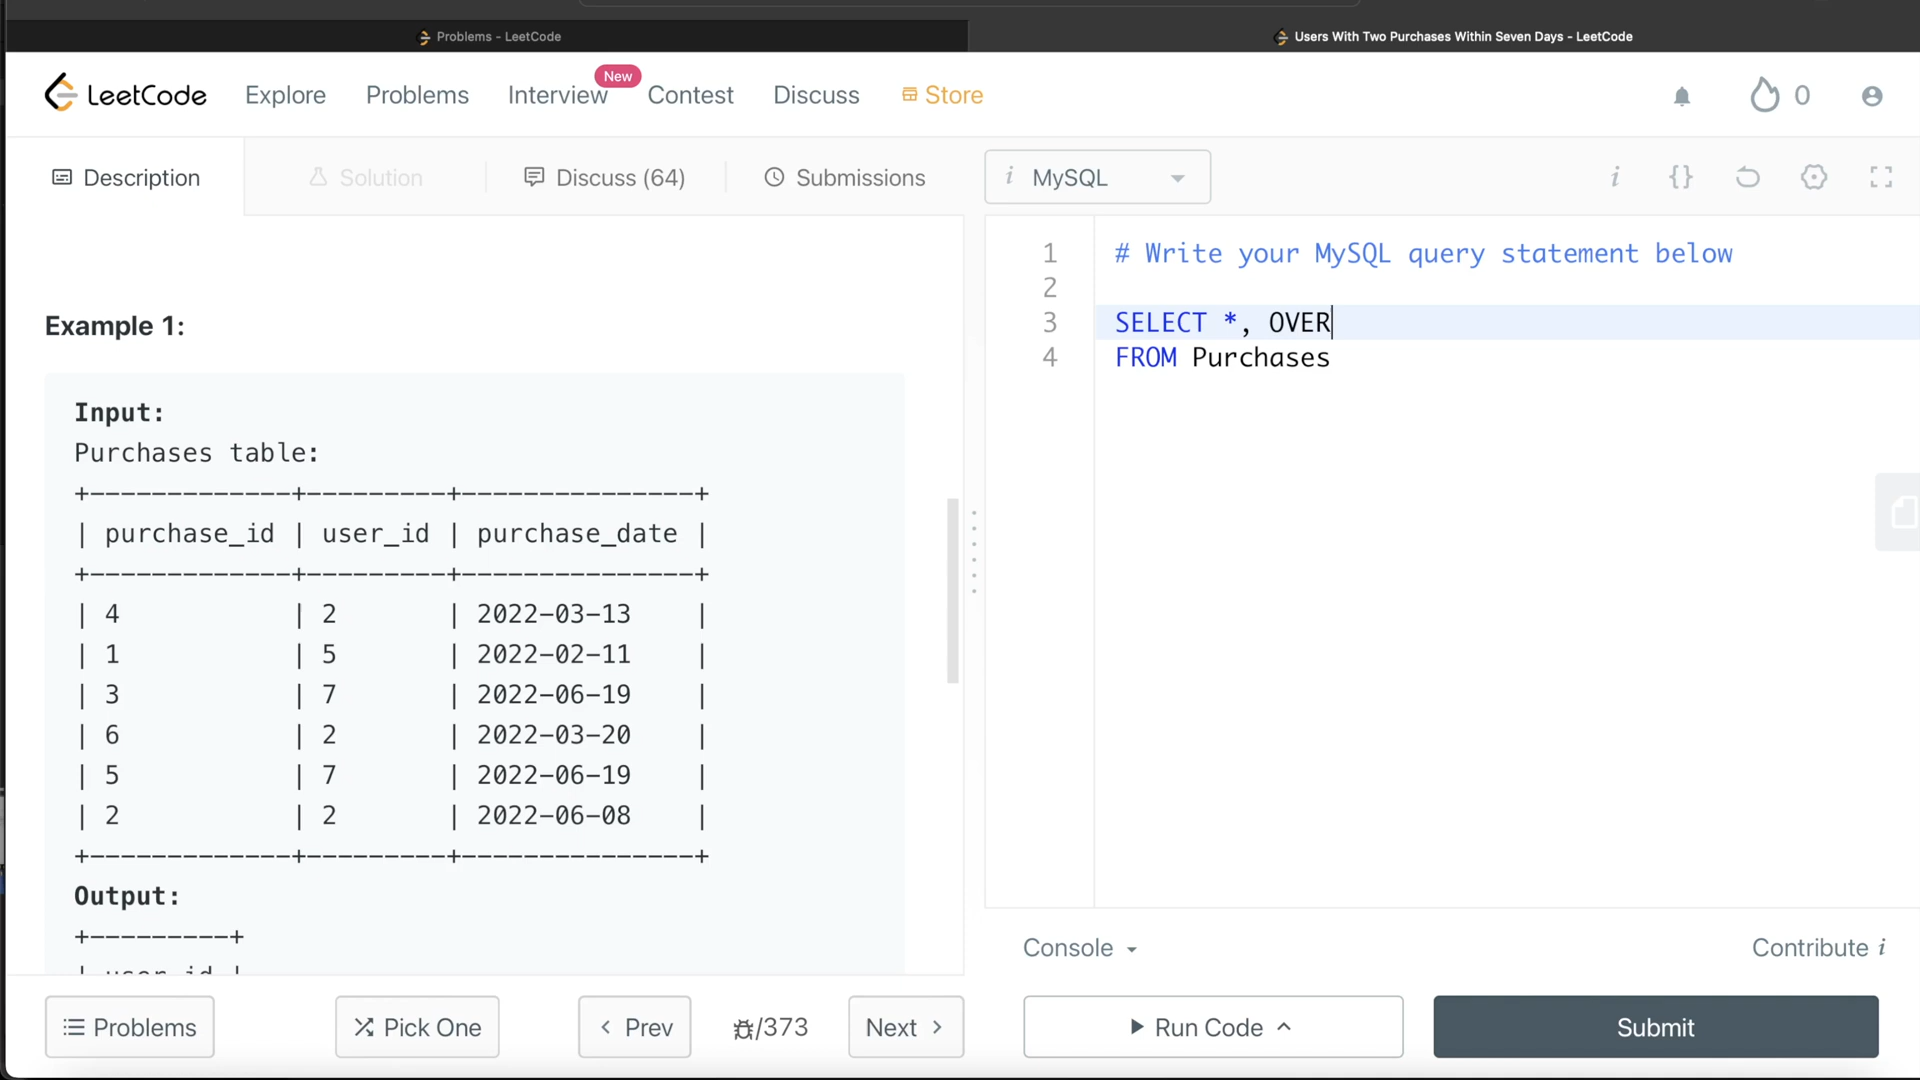 Problems - LeetCode
Users With Two Purchases Within Seven Days - LeetCode
LeetCode Explore Problems Interview New Contest Discuss Store 0
Description Solution Discuss (64) Submissions
i MySQL i {}
Example 1:
Input:
Purchases table:
+-------------+---------+---------------+
| purchase_id | user_id | purchase_date |
+-------------+---------+---------------+
| 4           | 2       | 2022-03-13    |
| 1           | 5       | 2022-02-11    |
| 3           | 7       | 2022-06-19    |
| 6           | 2       | 2022-03-20    |
| 5           | 7       | 2022-06-19    |
| 2           | 2       | 2022-06-08    |
+-------------+---------+---------------+
Output:
+---------+
| user_id |
1 # Write your MySQL query statement below
2
3 SELECT *, OVER
4 FROM Purchases
Console Contribute i
Problems Pick One Prev /373 Next Run Code Submit